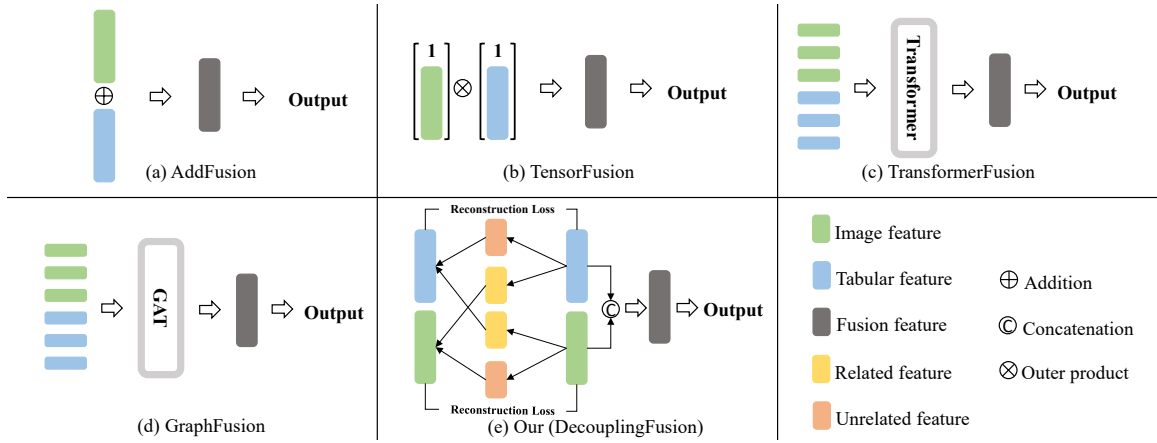 Output
(a) AddFusion
1
1
Output
(b) TensorFusion
Transformer
Output
(c) TransformerFusion
GAT
Output
(d) GraphFusion
Reconstruction Loss
C
Output
Reconstruction Loss
(e) Our (DecouplingFusion)
Image feature
Tabular feature
Fusion feature
Related feature
Unrelated feature
Addition
C Concatenation
Outer product